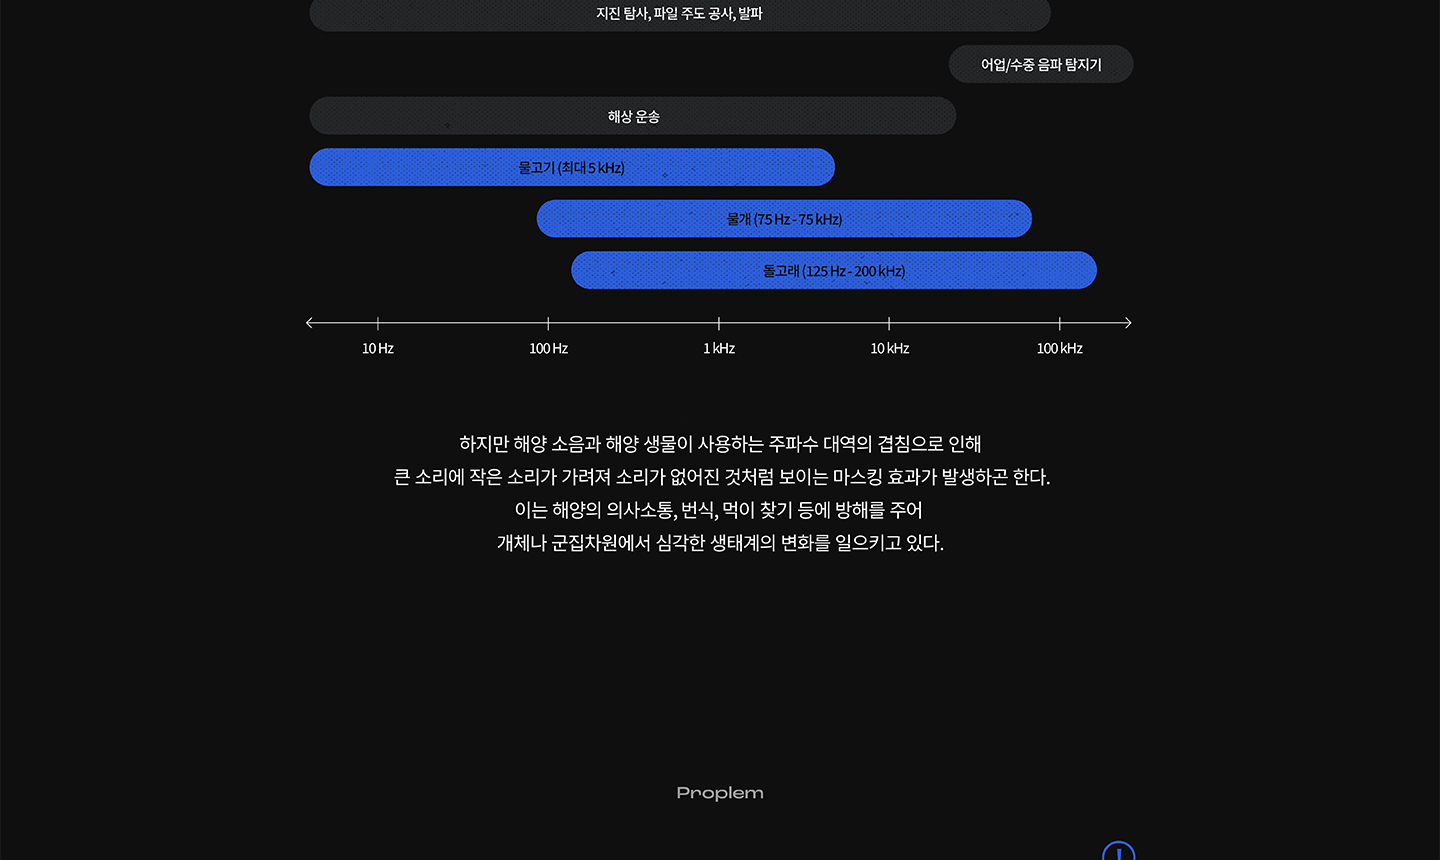 지진 탐사, 파일 주도 공사, 발파
어업/수중 음파 탐지기
해상 운송
물고기 (최대 5 kHz)
물개 (75 Hz - 75 kHz)
돌고래 (125 Hz - 200 kHz)
10 Hz 100 Hz 1 kHz 10 kHz 100 kHz
하지만 해양 소음과 해양 생물이 사용하는 주파수 대역의 겹침으로 인해
큰 소리에 작은 소리가 가려져 소리가 없어진 것처럼 보이는 마스킹 효과가 발생하곤 한다.
이는 해양의 의사소통, 번식, 먹이 찾기 등에 방해를 주어
개체나 군집차원에서 심각한 생태계의 변화를 일으키고 있다.
Proplem